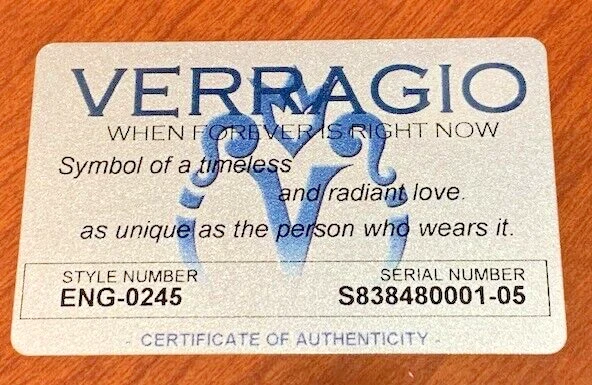 VERRAGIO
WHEN FOREVER IS RIGHT NOW
Symbol of a timeless
and radiant love.
as unique as the person who wears it.
STYLE NUMBER SERIAL NUMBER
ENG-0245 S838480001-05
- CERTIFICATE OF AUTHENTICITY -